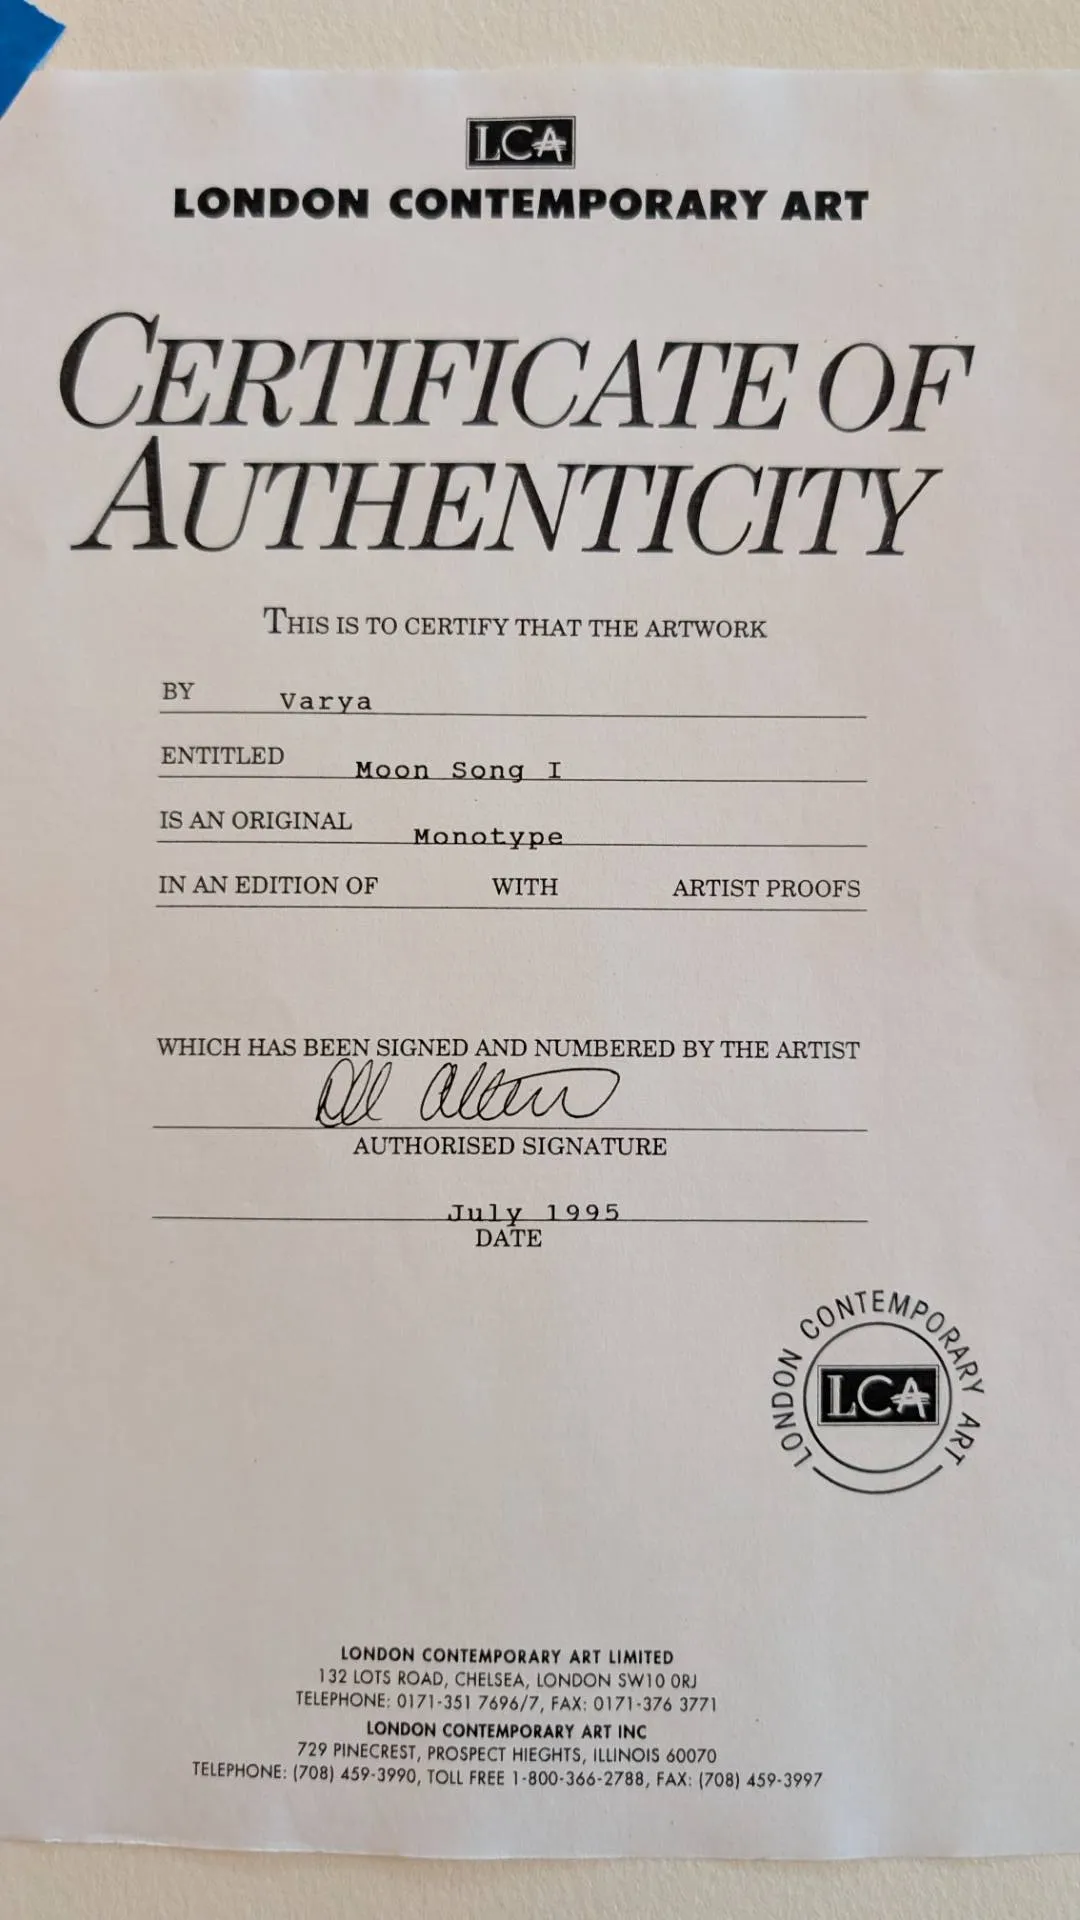 LCA
LONDON CONTEMPORARY ART
CERTIFICATE OF
AUTHENTICITY
THIS IS TO CERTIFY THAT THE ARTWORK
BY Varya
ENTITLED Moon Song I
IS AN ORIGINAL Monotype
IN AN EDITION OF WITH ARTIST PROOFS
WHICH HAS BEEN SIGNED AND NUMBERED BY THE ARTIST
AUTHORISED SIGNATURE
July 1995
DATE
LONDON CONTEMPORARY ART
LCA
LONDON CONTEMPORARY ART LIMITED
132 LOTS ROAD, CHELSEA, LONDON SW10 0RJ
TELEPHONE: 0171-351 7696/7, FAX: 0171-376 3771
LONDON CONTEMPORARY ART INC
729 PINECREST, PROSPECT HIEGHTS, ILLINOIS 60070
TELEPHONE: (708) 459-3990, TOLL FREE 1-800-366-2788, FAX: (708) 459-3997